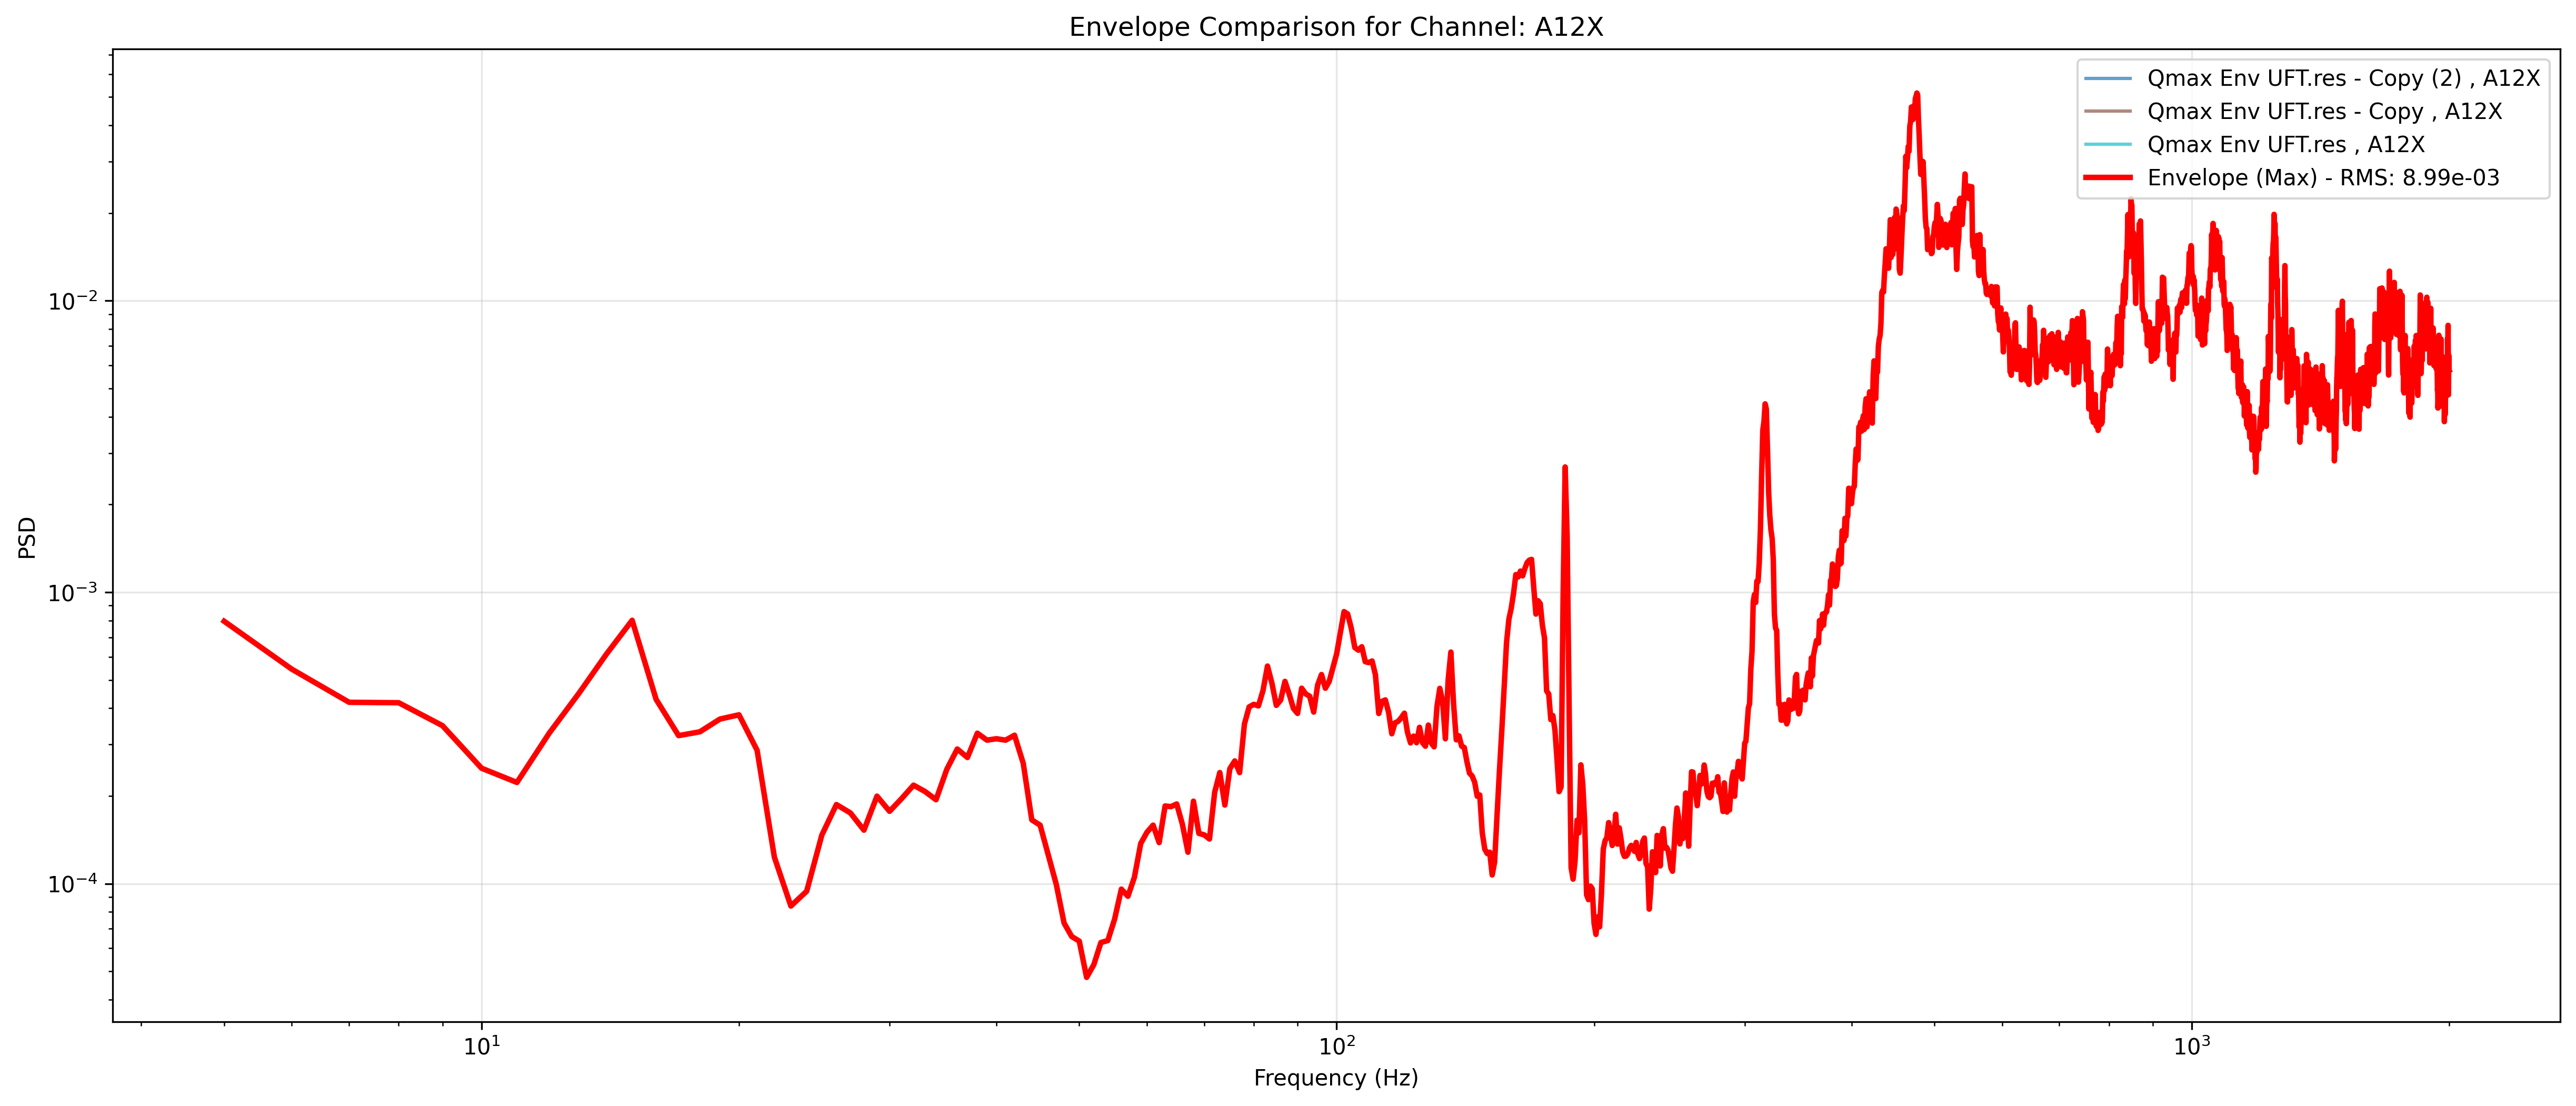 Envelope Comparison for Channel: A12X
Qmax Env UFT.res - Copy (2) , A12X
Qmax Env UFT.res - Copy , A12X
Qmax Env UFT.res , A12X
Envelope (Max) - RMS: 8.99e-03
PSD
10⁻²
10⁻³
10⁻⁴
10¹
10²
10³
Frequency (Hz)